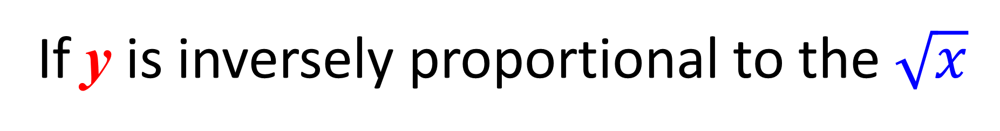 If y is inversely proportional to the √x